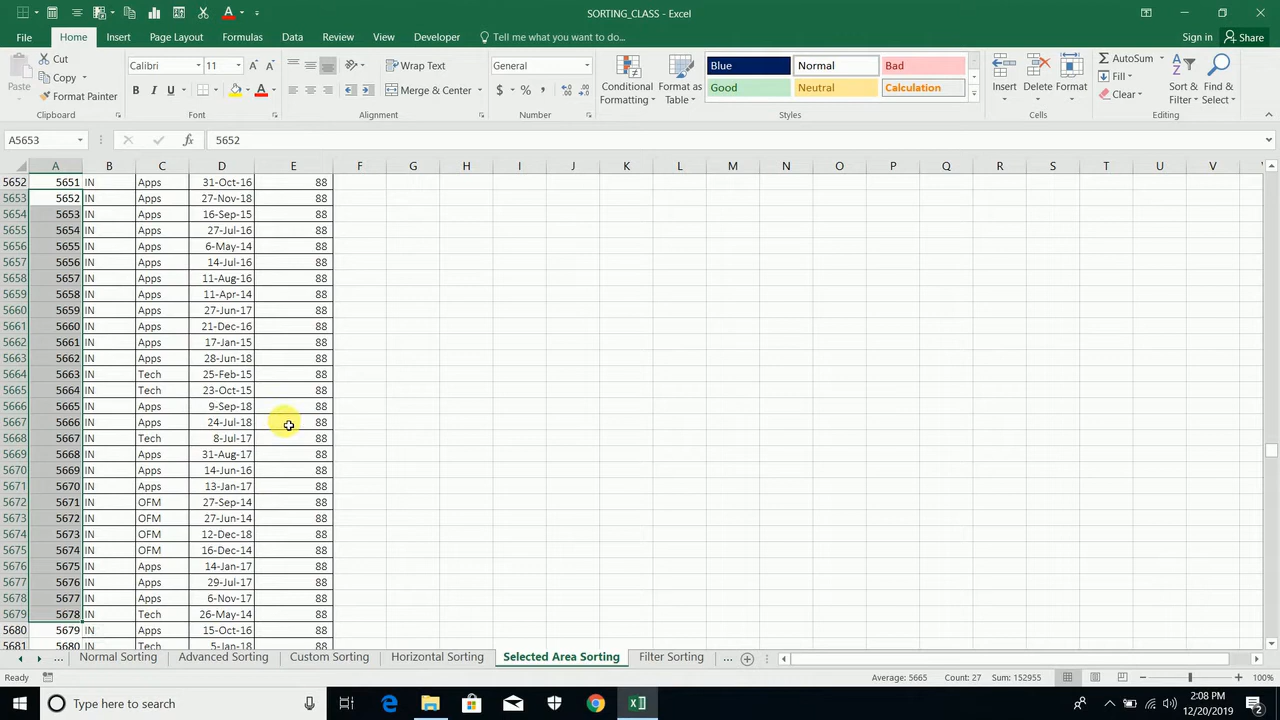 SORTING_CLASS - Excel
File Home Insert Page Layout Formulas Data Review View Developer Tell me what you want to do... Sign in Share
Paste
Cut
Copy
Format Painter
Clipboard
Calibri 11
B I U
Font
Wrap Text
Merge & Center
Alignment
General
$ % ,
Number
Conditional Formatting
Format as Table
Blue Normal Bad
Good Neutral Calculation
Styles
Insert Delete Format
Cells
AutoSum
Fill
Clear
Sort & Filter
Find & Select
Editing
A5653 fx 5652
A B C D E F G H I J K L M N O P Q R S T U V
5652 5651 IN Apps 31-Oct-16 88
5653 5652 IN Apps 27-Nov-18 88
5654 5653 IN Apps 16-Sep-15 88
5655 5654 IN Apps 27-Jul-16 88
5656 5655 IN Apps 6-May-14 88
5657 5656 IN Apps 14-Jul-16 88
5658 5657 IN Apps 11-Aug-16 88
5659 5658 IN Apps 11-Apr-14 88
5660 5659 IN Apps 27-Jun-17 88
5661 5660 IN Apps 21-Dec-16 88
5662 5661 IN Apps 17-Jan-15 88
5663 5662 IN Apps 28-Jun-18 88
5664 5663 IN Tech 25-Feb-15 88
5665 5664 IN Tech 23-Oct-15 88
5666 5665 IN Apps 9-Sep-18 88
5667 5666 IN Apps 24-Jul-18 88
5668 5667 IN Tech 8-Jul-17 88
5669 5668 IN Apps 31-Aug-17 88
5670 5669 IN Apps 14-Jun-16 88
5671 5670 IN Apps 13-Jan-17 88
5672 5671 IN OFM 27-Sep-14 88
5673 5672 IN OFM 27-Jun-14 88
5674 5673 IN OFM 12-Dec-18 88
5675 5674 IN OFM 16-Dec-14 88
5676 5675 IN Apps 14-Jan-17 88
5677 5676 IN Apps 29-Jul-17 88
5678 5677 IN Apps 6-Nov-17 88
5679 5678 IN Tech 26-May-14 88
5680 5679 IN Apps 15-Oct-16 88
5681 5680 IN Tech 5-Jan-18 88
... Normal Sorting Advanced Sorting Custom Sorting Horizontal Sorting Selected Area Sorting Filter Sorting ...
Ready Average: 5665 Count: 27 Sum: 152955 100%
Type here to search
2:08 PM
12/20/2019
2